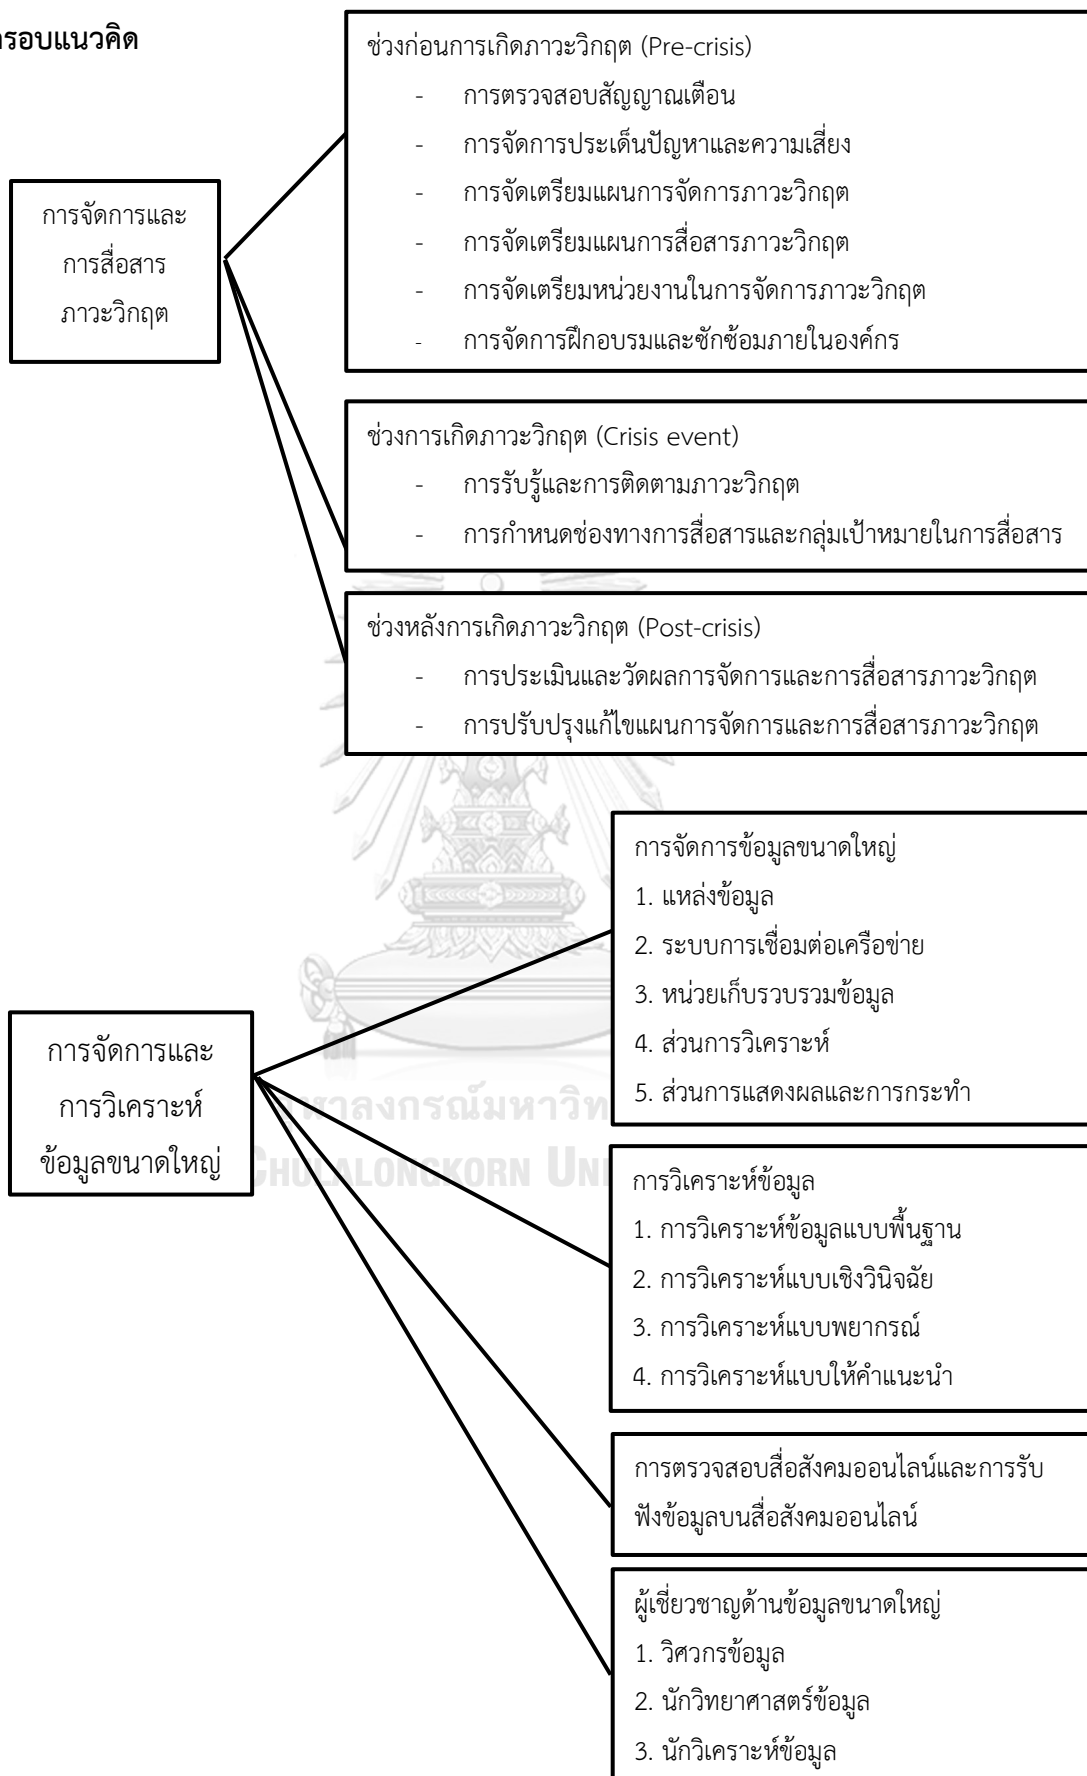 กรอบแนวคิด
ช่วงก่อนการเกิดภาวะวิกฤต (Pre-crisis)
- การตรวจสอบสัญญาณเตือน
- การจัดการประเด็นปัญหาและความเสี่ยง
- การจัดเตรียมแผนการจัดการภาวะวิกฤต
- การจัดเตรียมแผนการสื่อสารภาวะวิกฤต
- การจัดเตรียมหน่วยงานในการจัดการภาวะวิกฤต
- การจัดการฝึกอบรมและซักซ้อมภายในองค์กร
การจัดการและ
การสื่อสาร
ภาวะวิกฤต
ช่วงการเกิดภาวะวิกฤต (Crisis event)
- การรับรู้และการติดตามภาวะวิกฤต
- การกำหนดช่องทางการสื่อสารและกลุ่มเป้าหมายในการสื่อสาร
ช่วงหลังการเกิดภาวะวิกฤต (Post-crisis)
- การประเมินและวัดผลการจัดการและการสื่อสารภาวะวิกฤต
- การปรับปรุงแก้ไขแผนการจัดการและการสื่อสารภาวะวิกฤต
การจัดการและ
การวิเคราะห์
ข้อมูลขนาดใหญ่
การจัดการข้อมูลขนาดใหญ่
1. แหล่งข้อมูล
2. ระบบการเชื่อมต่อเครือข่าย
3. หน่วยเก็บรวบรวมข้อมูล
4. ส่วนการวิเคราะห์
5. ส่วนการแสดงผลและการกระทำ
การวิเคราะห์ข้อมูล
1. การวิเคราะห์ข้อมูลแบบพื้นฐาน
2. การวิเคราะห์แบบเชิงวินิจฉัย
3. การวิเคราะห์แบบพยากรณ์
4. การวิเคราะห์แบบให้คำแนะนำ
การตรวจสอบสื่อสังคมออนไลน์และการรับ
ฟังข้อมูลบนสื่อสังคมออนไลน์
ผู้เชี่ยวชาญด้านข้อมูลขนาดใหญ่
1. วิศวกรข้อมูล
2. นักวิทยาศาสตร์ข้อมูล
3. นักวิเคราะห์ข้อมูล
CHULALONGKORN